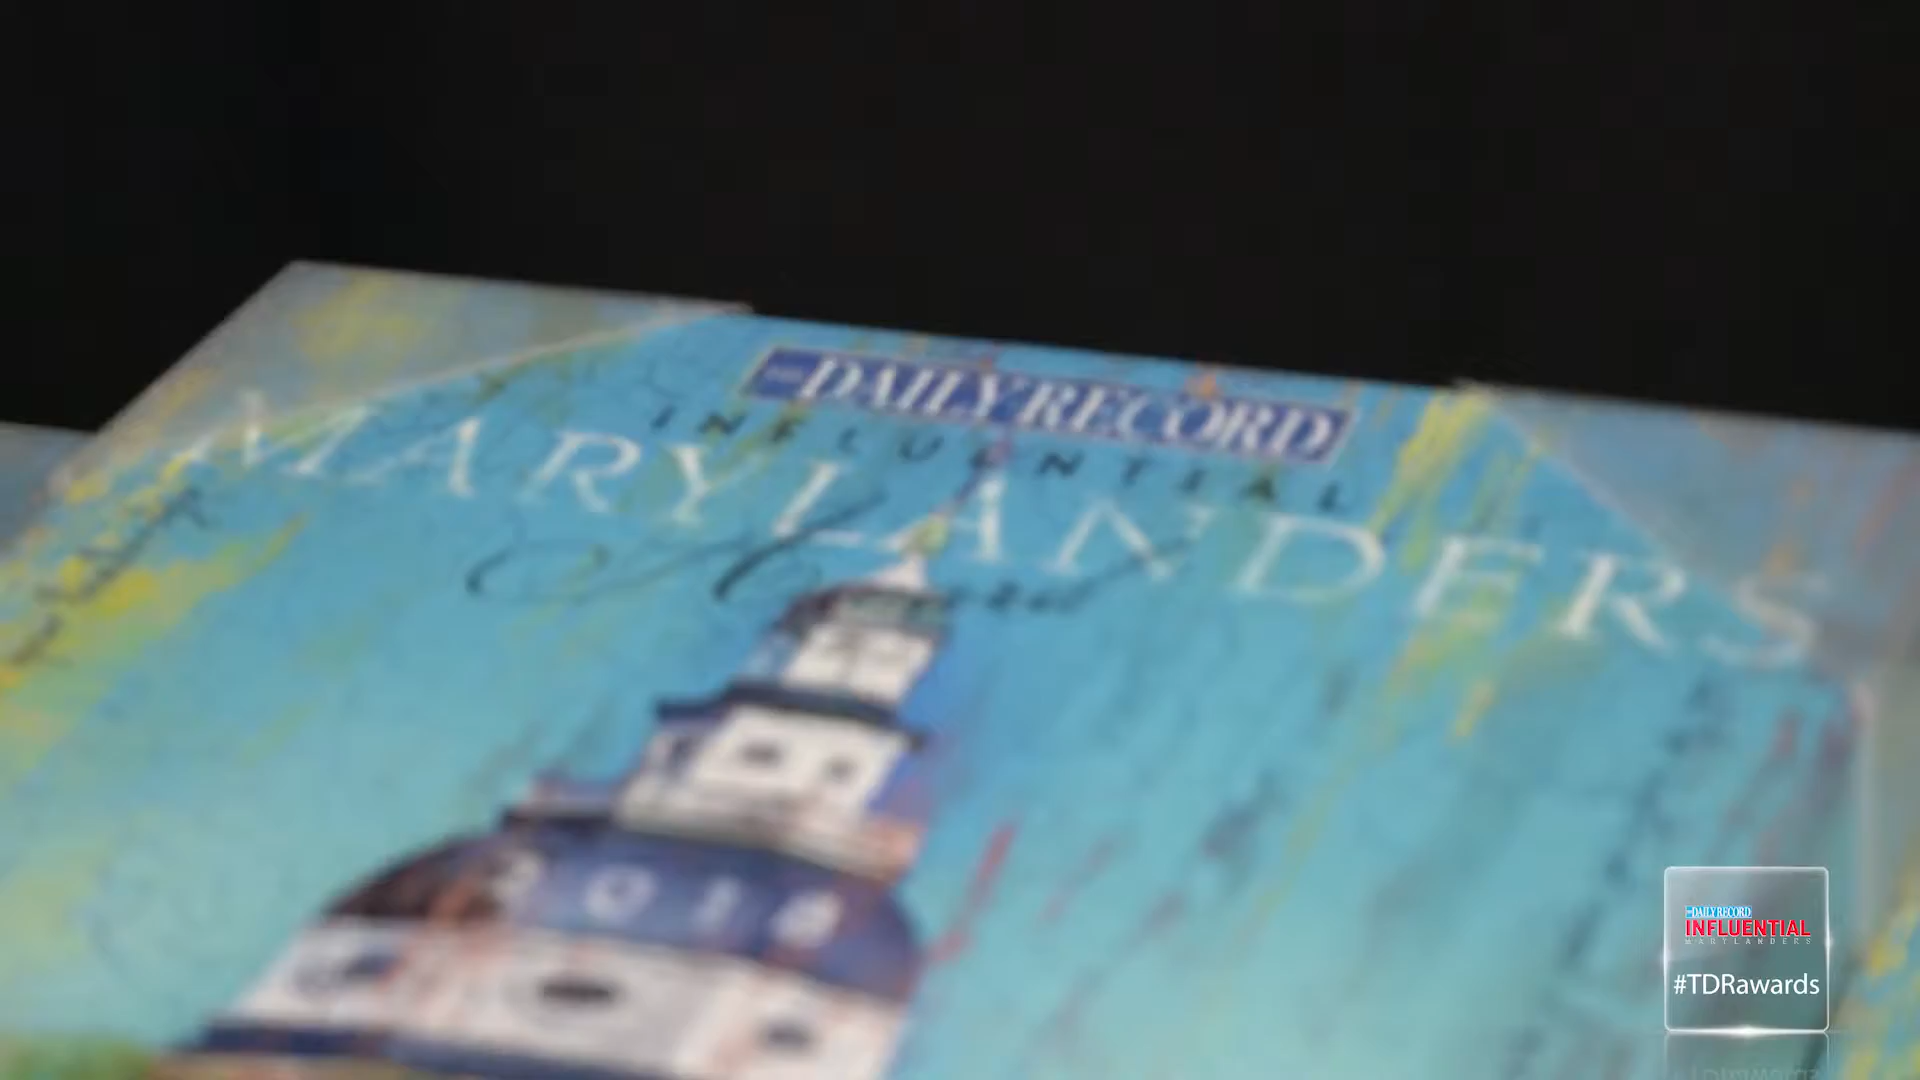 THE DAILY RECORD
INFLUENTIAL
MARYLANDERS
2018
THE DAILY RECORD
INFLUENTIAL
MARYLANDERS
#TDRawards